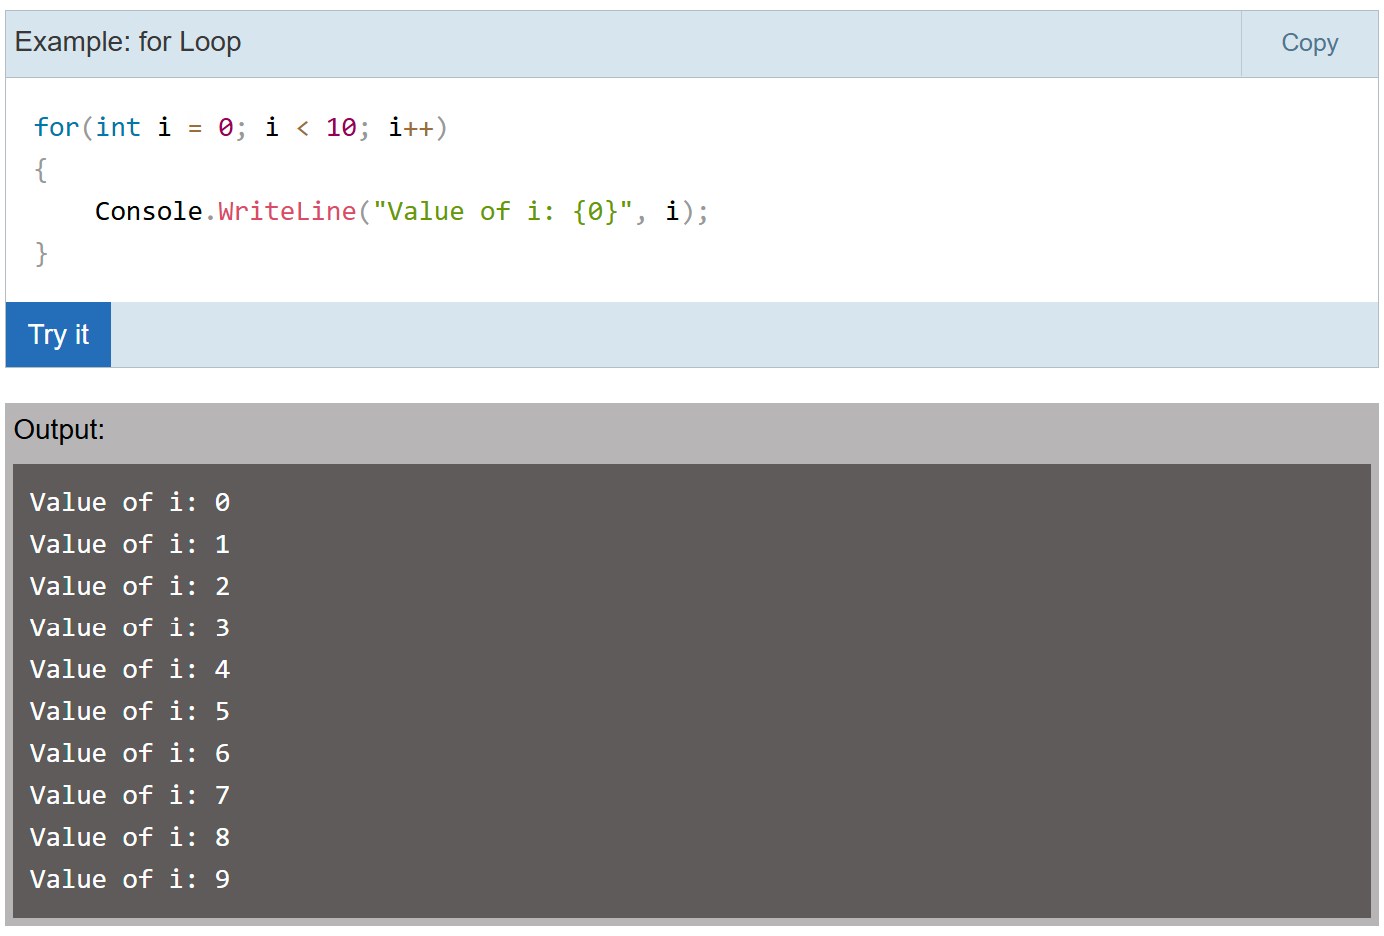 Example: for Loop
Copy
for(int i = 0; i < 10; i++)
{
    Console.WriteLine("Value of i: {0}", i);
}
Try it
Output:
Value of i: 0
Value of i: 1
Value of i: 2
Value of i: 3
Value of i: 4
Value of i: 5
Value of i: 6
Value of i: 7
Value of i: 8
Value of i: 9